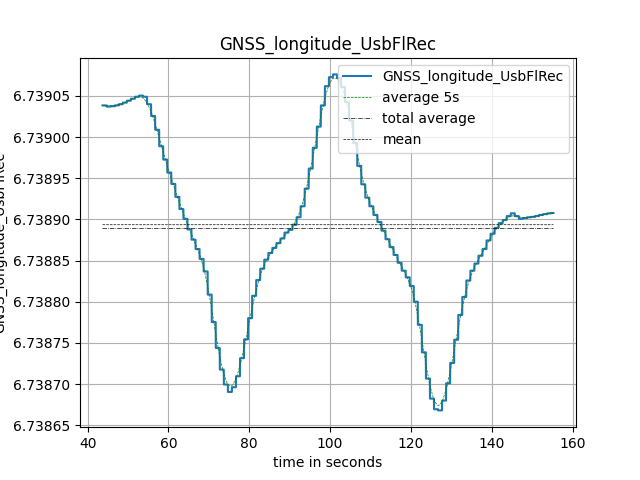 GNSS_longitude_UsbFlRec
6.73905
6.73900
6.73895
6.73890
6.73885
6.73880
6.73875
6.73870
6.73865
GNSS_longitude_UsbFlRec
average 5s
total average
mean
40 60 80 100 120 140 160
time in seconds